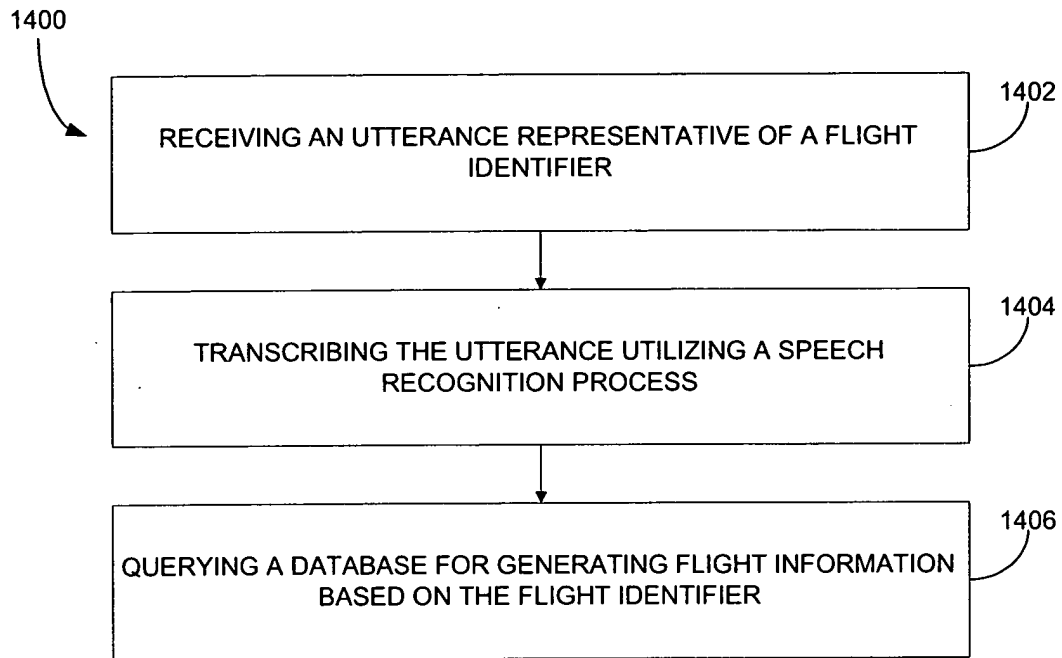 1400
1402
RECEIVING AN UTTERANCE REPRESENTATIVE OF A FLIGHT
IDENTIFIER
1404
TRANSCRIBING THE UTTERANCE UTILIZING A SPEECH
RECOGNITION PROCESS
1406
QUERYING A DATABASE FOR GENERATING FLIGHT INFORMATION
BASED ON THE FLIGHT IDENTIFIER